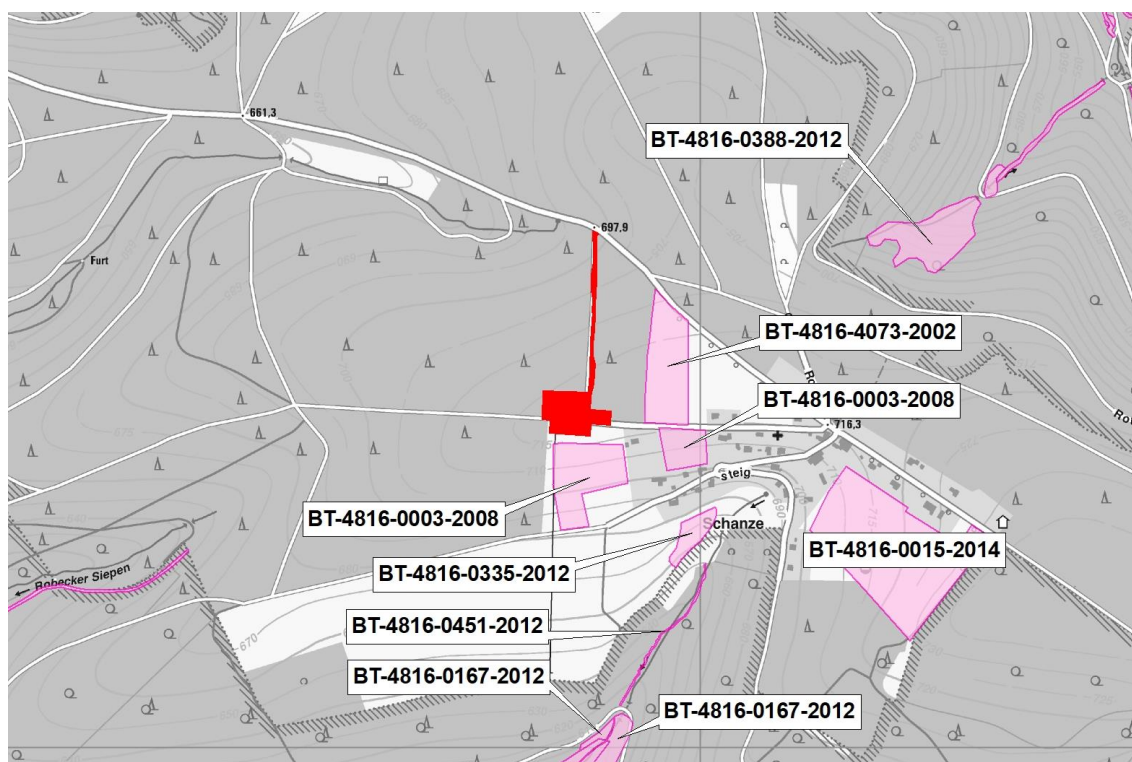 661,3
BT-4816-0388-2012
697,9
Furt
BT-4816-4073-2002
BT-4816-0003-2008
716,3
steig
BT-4816-0003-2008
Schanze
BT-4816-0015-2014
BT-4816-0335-2012
Robecker Siepen
BT-4816-0451-2012
670
BT-4816-0167-2012
BT-4816-0167-2012